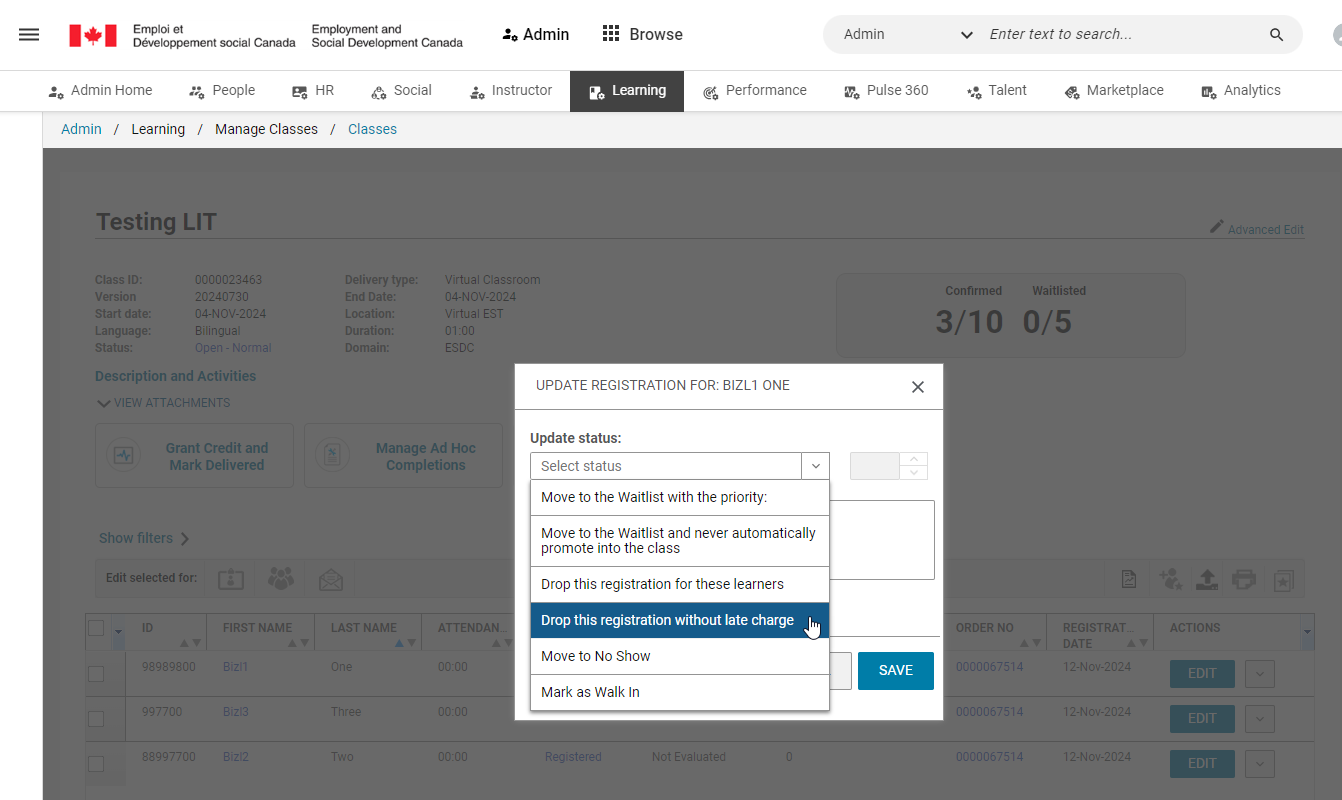 Emploi et
Développement social Canada
Employment and
Social Development Canada
Admin
Browse
Admin
Enter text to search...
Admin Home
People
HR
Social
Instructor
Learning
Performance
Pulse 360
Talent
Marketplace
Analytics
Admin / Learning / Manage Classes / Classes
Testing LIT
Advanced Edit
Class ID: 0000023463 Delivery type: Virtual Classroom
Version 20240730 End Date: 04-NOV-2024
Start date: 04-NOV-2024 Location: Virtual EST
Language: Bilingual Duration: 01:00
Status: Open - Normal Domain: ESDC
Confirmed Waitlisted
3/10 0/5
Description and Activities
VIEW ATTACHMENTS
Grant Credit and
Mark Delivered
Manage Ad Hoc
Completions
Show filters
Edit selected for:
UPDATE REGISTRATION FOR: BIZL1 ONE
Update status:
Select status
Move to the Waitlist with the priority:
Move to the Waitlist and never automatically
promote into the class
Drop this registration for these learners
Drop this registration without late charge
Move to No Show
Mark as Walk In
SAVE
ID FIRST NAME LAST NAME ATTENDAN... ORDER NO REGISTRAT... DATE ACTIONS
98989800 Bizl1 One 00:00 0000067514 12-Nov-2024 EDIT
997700 Bizl3 Three 00:00 0000067514 12-Nov-2024 EDIT
88997700 Bizl2 Two 00:00 Registered Not Evaluated 0 0000067514 12-Nov-2024 EDIT